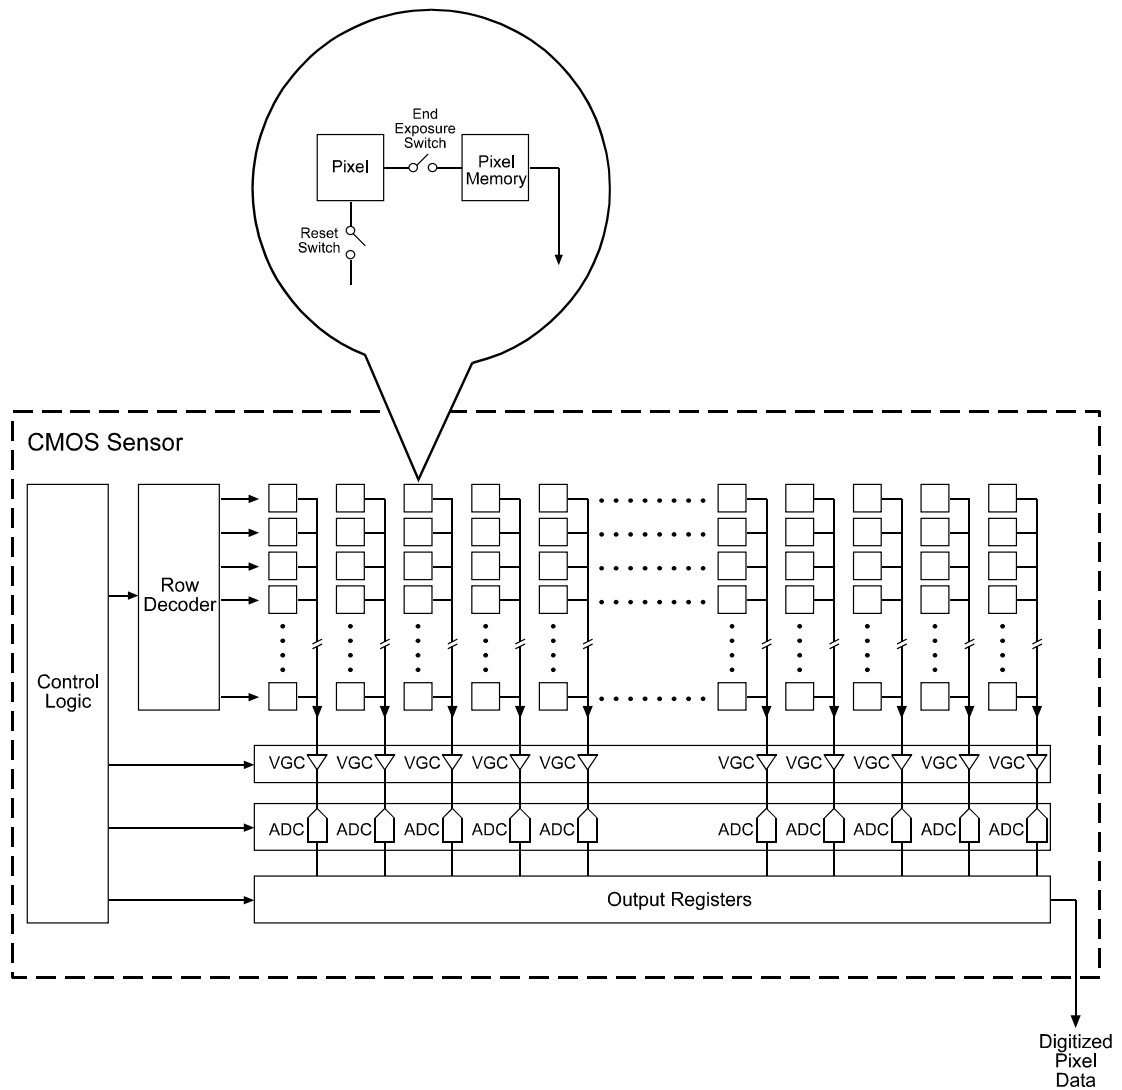 End
Exposure
Switch
Pixel
Pixel
Memory
Reset
Switch
CMOS Sensor
Row
Decoder
Control
Logic
VGC VGC VGC VGC VGC VGC VGC VGC VGC VGC
ADC ADC ADC ADC ADC ADC ADC ADC ADC ADC
Output Registers
Digitized
Pixel
Data